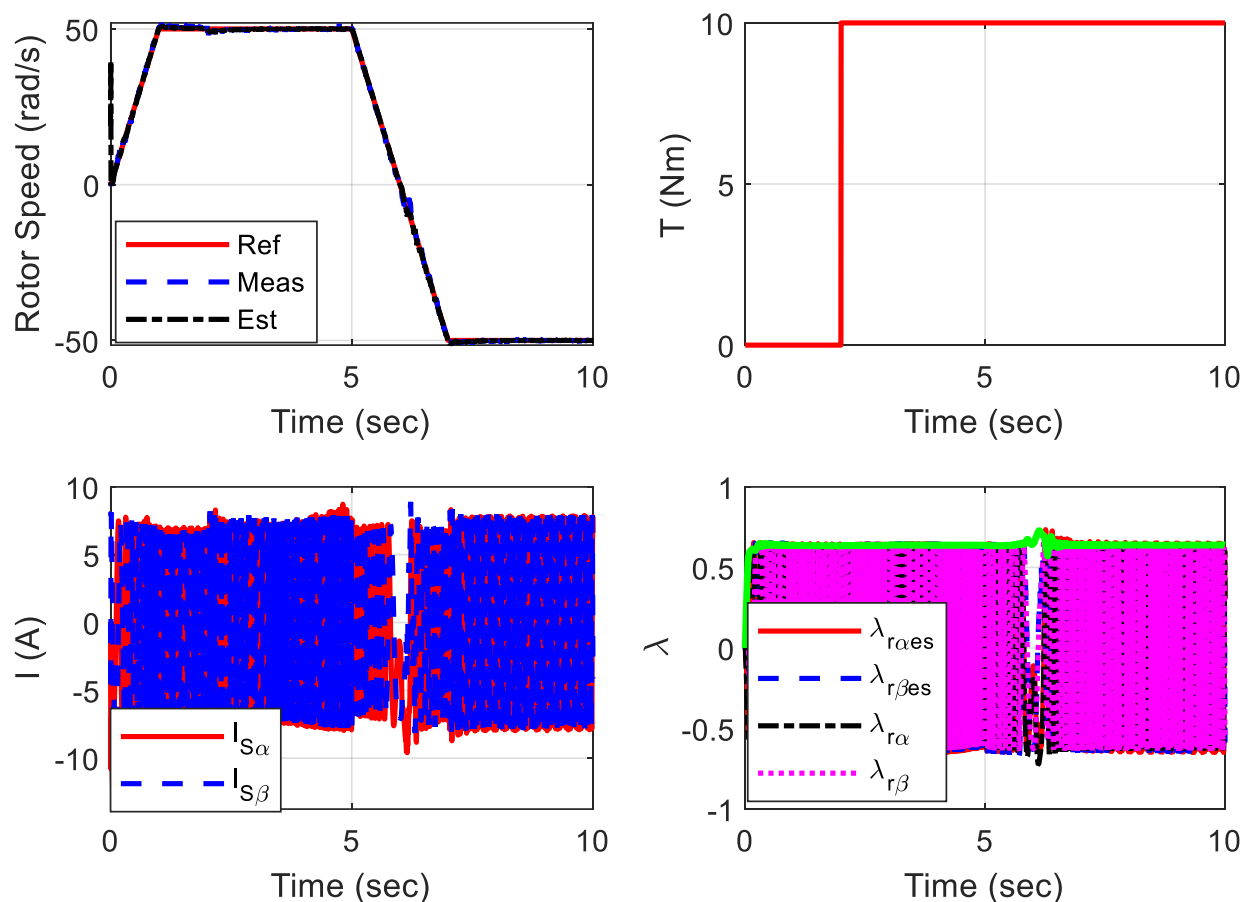 Rotor Speed (rad/s)
50
0
-50
Ref
Meas
Est
0
5
10
Time (sec)
T (Nm)
10
5
0
0
5
10
Time (sec)
I (A)
10
5
0
-5
-10
I_Sα
I_Sβ
0
5
10
Time (sec)
λ
1
0.5
0
-0.5
-1
λ_rαes
λ_rβes
λ_rα
λ_rβ
0
5
10
Time (sec)